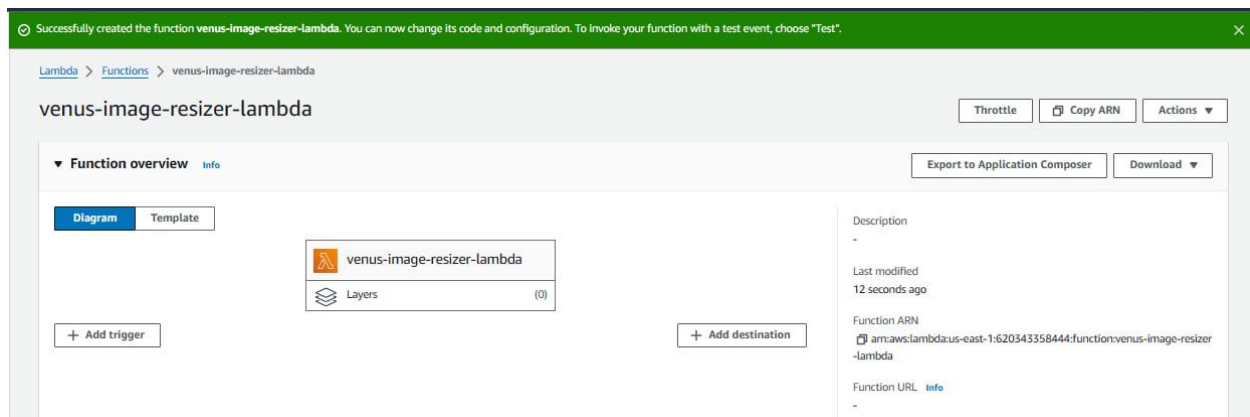 Successfully created the function venus-image-resizer-lambda. You can now change its code and configuration. To invoke your function with a test event, choose "Test".
Lambda > Functions > venus-image-resizer-lambda
venus-image-resizer-lambda
Throttle
Copy ARN
Actions
Function overview Info
Export to Application Composer
Download
Diagram
Template
venus-image-resizer-lambda
Layers (0)
+ Add trigger
+ Add destination
Description
-
Last modified
12 seconds ago
Function ARN
arn:aws:lambda:us-east-1:620343358444:function:venus-image-resizer
-lambda
Function URL Info
-